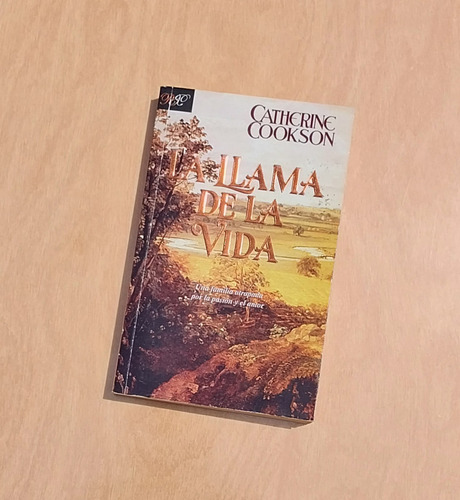 CATHERINE
COOKSON
LA LLAMA
DE LA
VIDA
Una familia atrapada
por la pasión y el amor